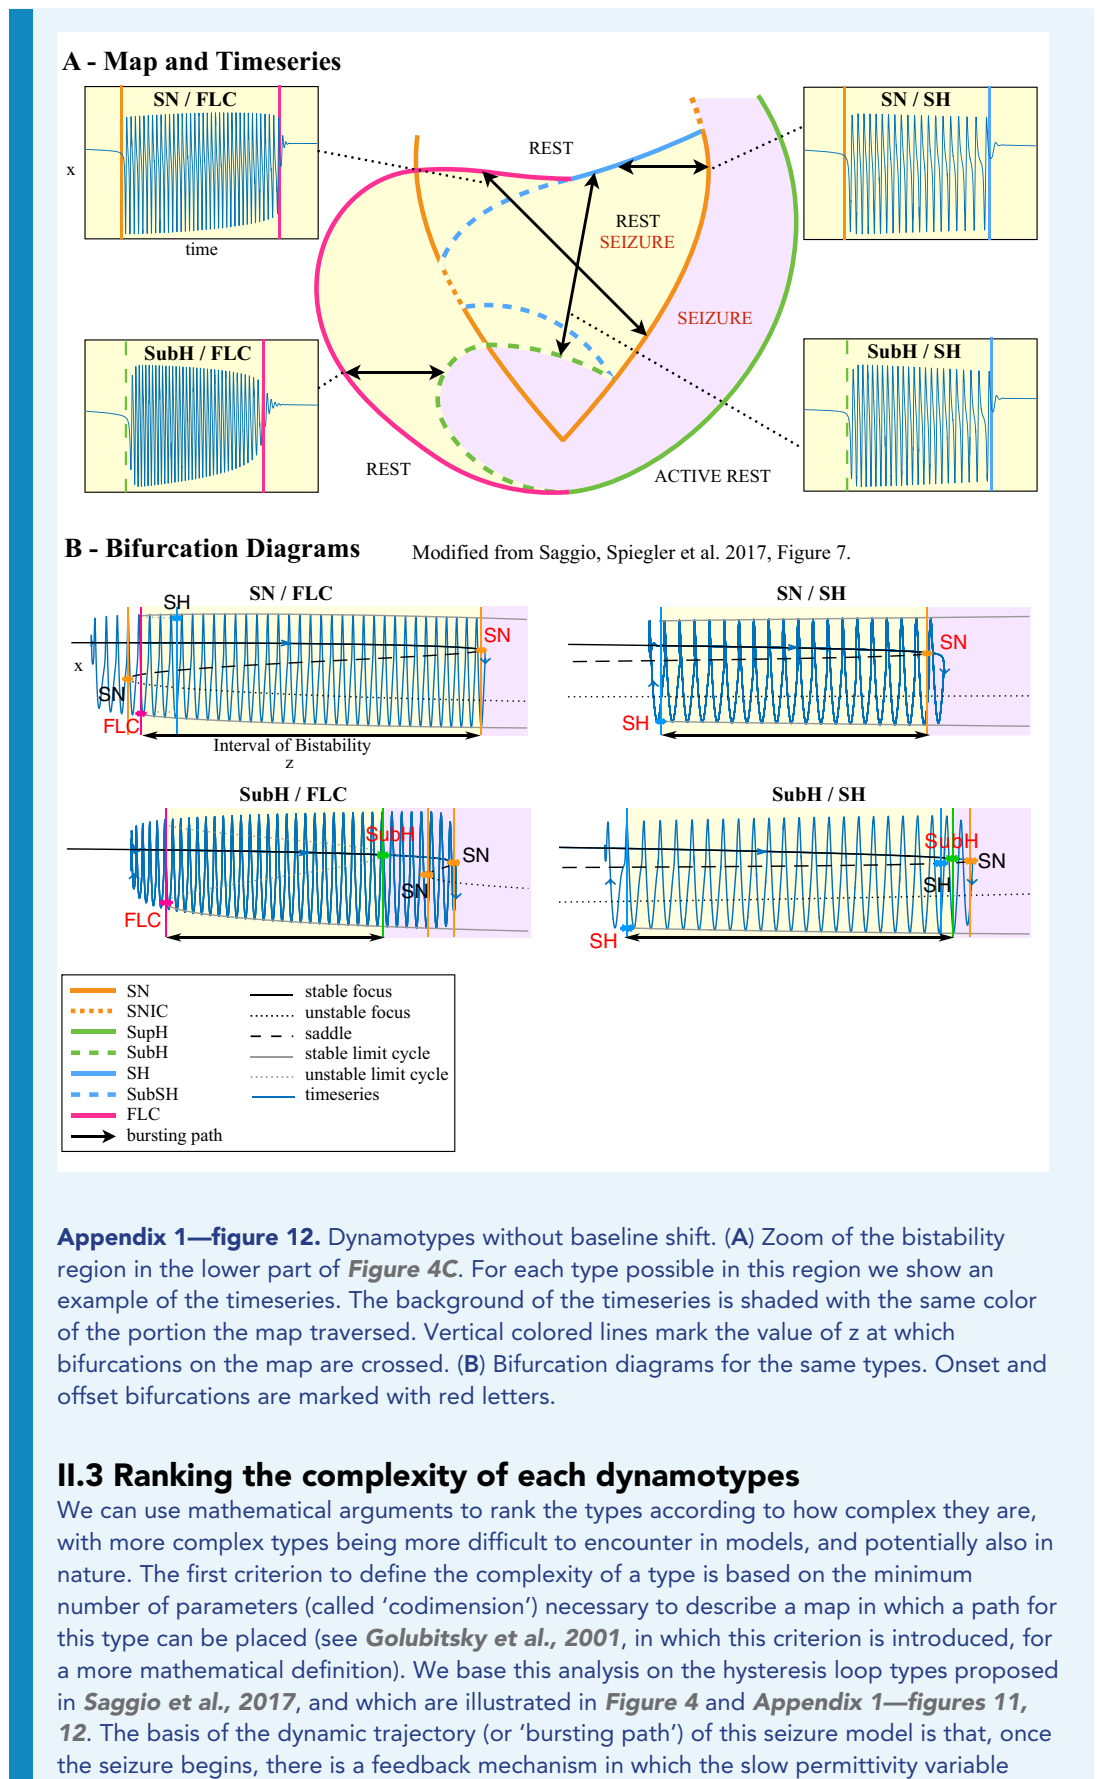 A - Map and Timeseries
SN / FLC
x
time
SN / SH
REST
REST
SEIZURE
SEIZURE
SubH / FLC
SubH / SH
REST
ACTIVE REST
B - Bifurcation Diagrams
Modified from Saggio, Spiegler et al. 2017, Figure 7.
SN / FLC
SH
SN
x
SN
FLC
Interval of Bistability
z
SN / SH
SN
SH
SubH / FLC
SubH
SN
SN
FLC
SubH / SH
SubH
SN
SH
SH
SN
SNIC
SupH
SubH
SH
SubSH
FLC
bursting path
stable focus
unstable focus
saddle
stable limit cycle
unstable limit cycle
timeseries
Appendix 1—figure 12. Dynamotypes without baseline shift. (A) Zoom of the bistability
region in the lower part of Figure 4C. For each type possible in this region we show an
example of the timeseries. The background of the timeseries is shaded with the same color
of the portion the map traversed. Vertical colored lines mark the value of z at which
bifurcations on the map are crossed. (B) Bifurcation diagrams for the same types. Onset and
offset bifurcations are marked with red letters.
II.3 Ranking the complexity of each dynamotypes
We can use mathematical arguments to rank the types according to how complex they are,
with more complex types being more difficult to encounter in models, and potentially also in
nature. The first criterion to define the complexity of a type is based on the minimum
number of parameters (called ‘codimension’) necessary to describe a map in which a path for
this type can be placed (see Golubitsky et al., 2001, in which this criterion is introduced, for
a more mathematical definition). We base this analysis on the hysteresis loop types proposed
in Saggio et al., 2017, and which are illustrated in Figure 4 and Appendix 1—figures 11,
12. The basis of the dynamic trajectory (or ‘bursting path’) of this seizure model is that, once
the seizure begins, there is a feedback mechanism in which the slow permittivity variable